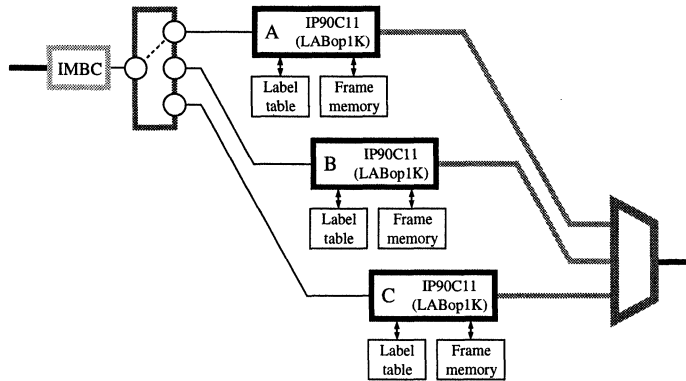 IMBC
A
IP90C11
(LABop1K)
Label
table
Frame
memory
B
IP90C11
(LABop1K)
Label
table
Frame
memory
C
IP90C11
(LABop1K)
Label
table
Frame
memory